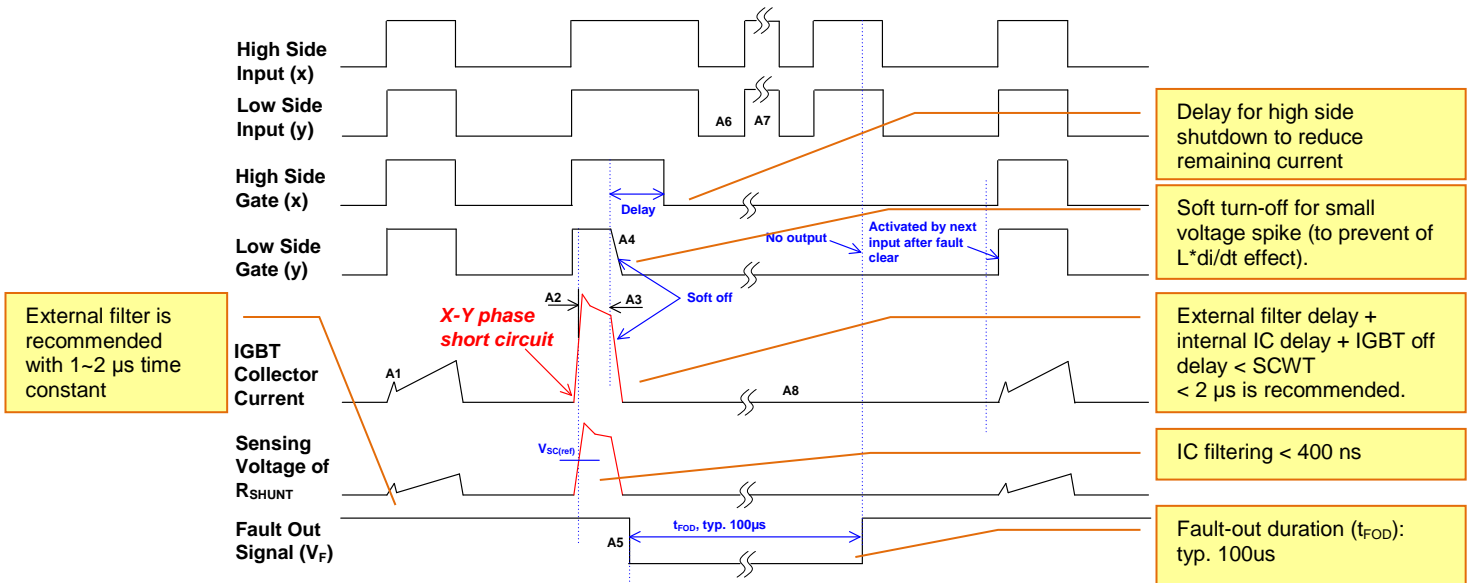 High Side
Input (x)
Low Side
Input (y)
A6
A7
High Side
Gate (x)
Delay
Low Side
Gate (y)
A4
No output
Activated by next
input after fault
clear
Soft off
A2
A3
X-Y phase
short circuit
IGBT
Collector
Current
A1
A8
Sensing
Voltage of
RSHUNT
VSC(ref)
Fault Out
Signal (VF)
A5
tFOD, typ. 100µs
External filter is
recommended
with 1~2 µs time
constant
Delay for high side
shutdown to reduce
remaining current
Soft turn-off for small
voltage spike (to prevent of
L*di/dt effect).
External filter delay +
internal IC delay + IGBT off
delay < SCWT
< 2 µs is recommended.
IC filtering < 400 ns
Fault-out duration (tFOD):
typ. 100us